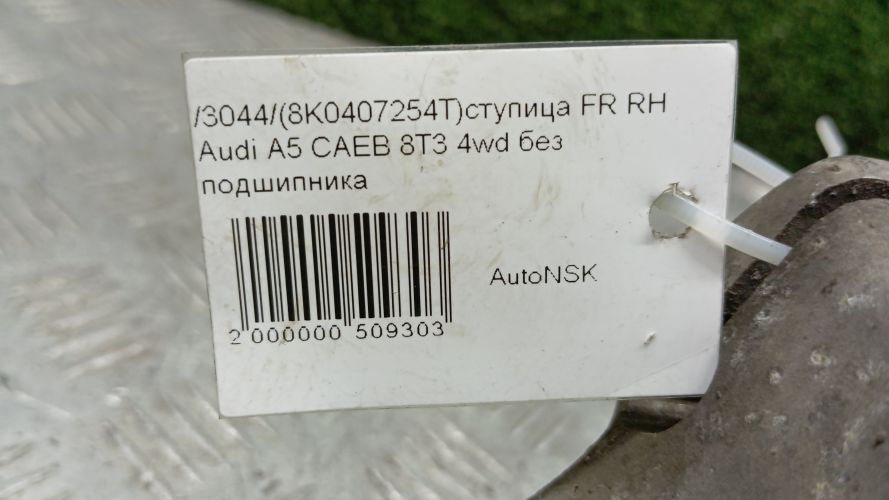 /3044/(8K0407254T)ступица FR RH
Audi A5 CAEB 8T3 4wd без
подшипника
AutoNSK
2 000000 509303